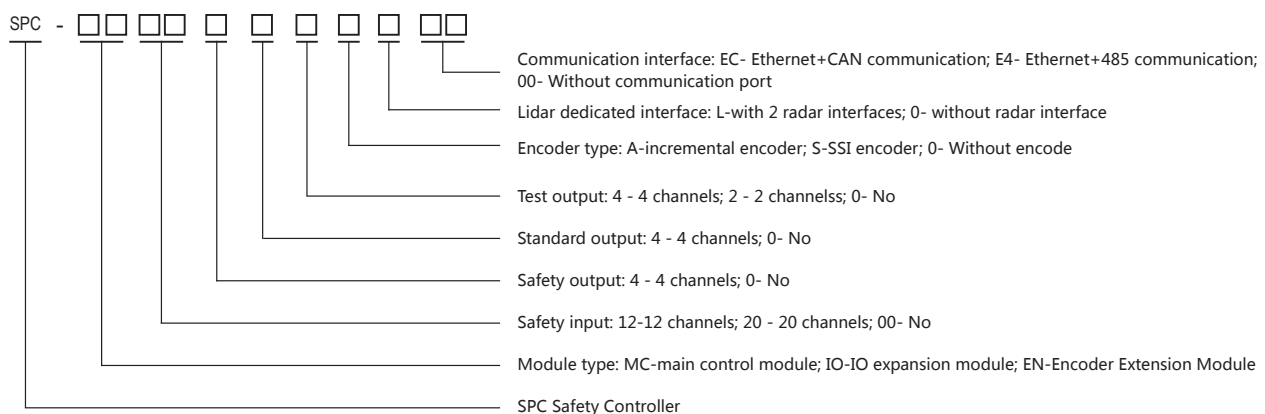 SPC - □□ □□ □ □ □ □ □ □□
Communication interface: EC- Ethernet+CAN communication; E4- Ethernet+485 communication;
00- Without communication port
Lidar dedicated interface: L-with 2 radar interfaces; 0- without radar interface
Encoder type: A-incremental encoder; S-SSI encoder; 0- Without encode
Test output: 4 - 4 channels; 2 - 2 channelss; 0- No
Standard output: 4 - 4 channels; 0- No
Safety output: 4 - 4 channels; 0- No
Safety input: 12-12 channels; 20 - 20 channels; 00- No
Module type: MC-main control module; IO-IO expansion module; EN-Encoder Extension Module
SPC Safety Controller